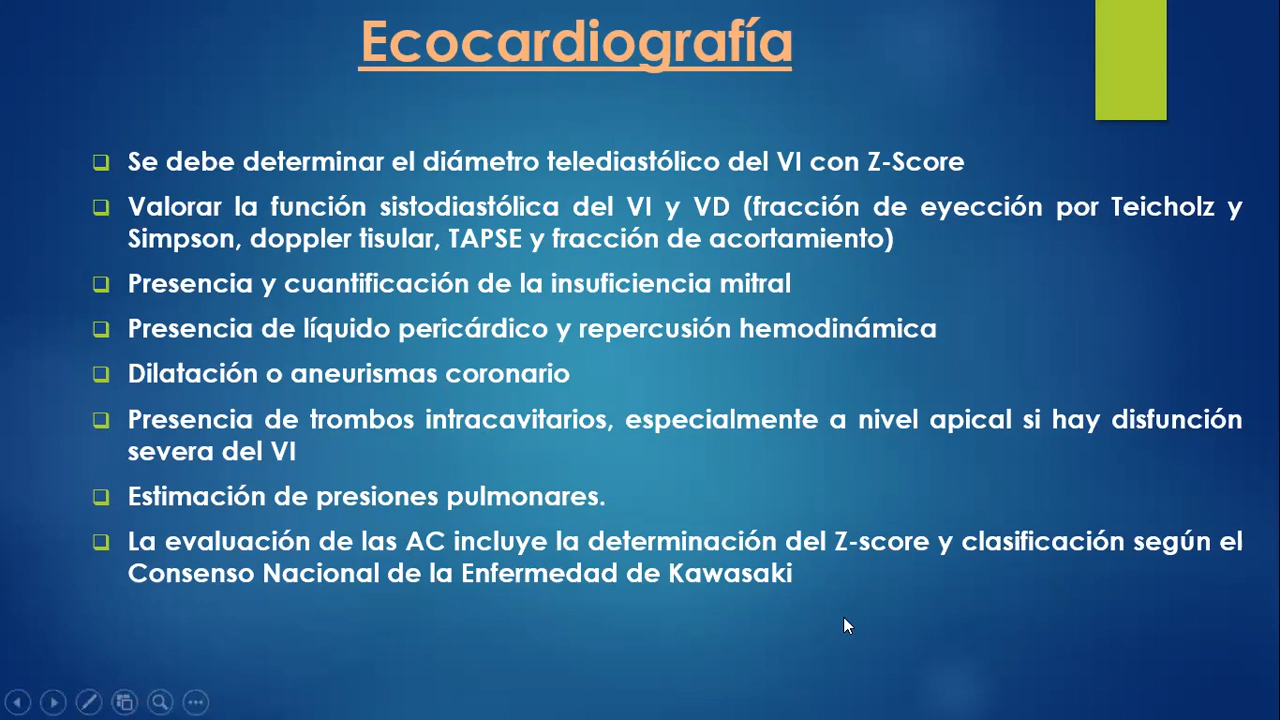 Ecocardiografía
Se debe determinar el diámetro telediastólico del VI con Z-Score
Valorar la función sistodiastólica del VI y VD (fracción de eyección por Teicholz y
Simpson, doppler tisular, TAPSE y fracción de acortamiento)
Presencia y cuantificación de la insuficiencia mitral
Presencia de líquido pericárdico y repercusión hemodinámica
Dilatación o aneurismas coronario
Presencia de trombos intracavitarios, especialmente a nivel apical si hay disfunción
severa del VI
Estimación de presiones pulmonares.
La evaluación de las AC incluye la determinación del Z-score y clasificación según el
Consenso Nacional de la Enfermedad de Kawasaki